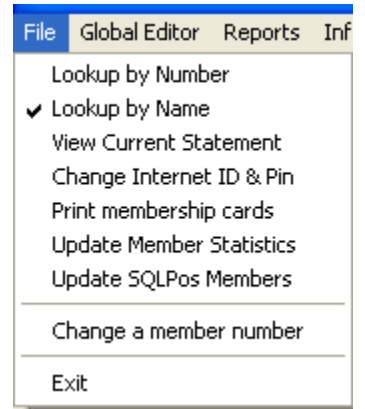 File Global Editor Reports Inf
Lookup by Number
Lookup by Name
View Current Statement
Change Internet ID & Pin
Print membership cards
Update Member Statistics
Update SQLPos Members
Change a member number
Exit